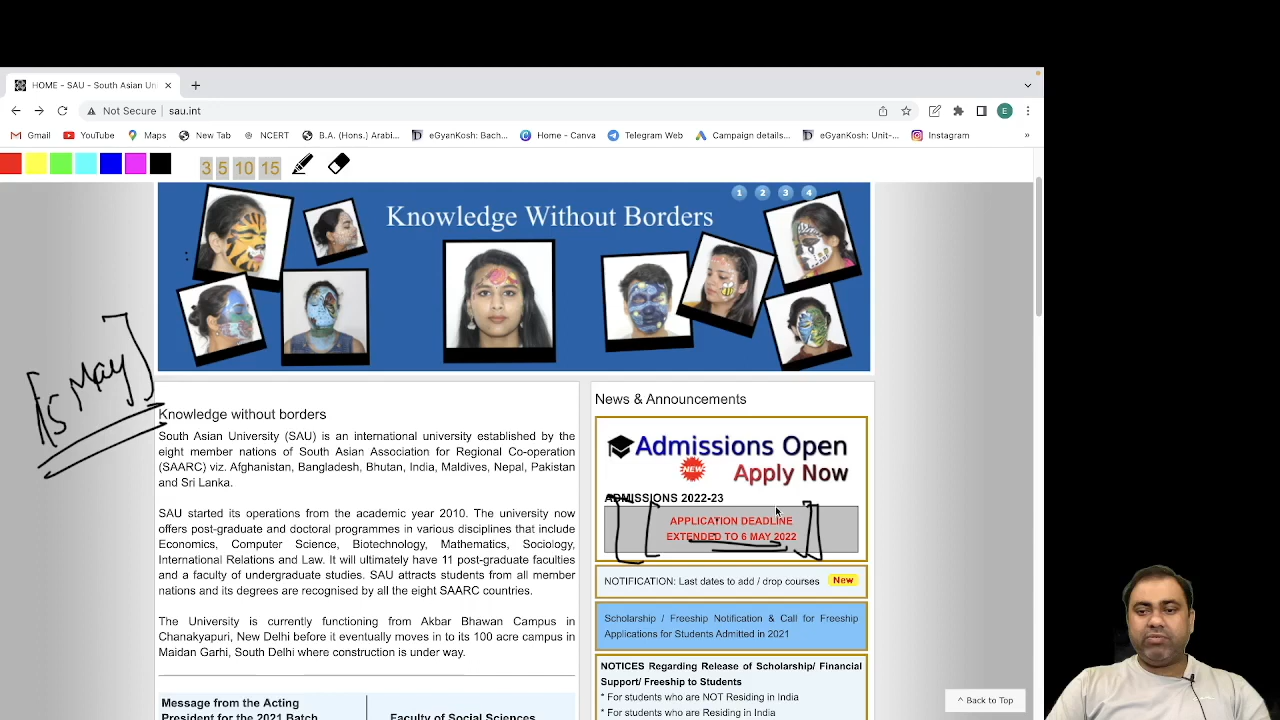 HOME - SAU - South Asian Uni
Not Secure sau.int
E
Gmail YouTube Maps New Tab NCERT B.A. (Hons.) Arabi... eGyanKosh: Bach... Home - Canva Telegram Web Campaign details... eGyanKosh: Unit-... Instagram »
3 5 10 15
1 2 3 4
Knowledge Without Borders
[15 May]
Knowledge without borders
South Asian University (SAU) is an international university established by the
eight member nations of South Asian Association for Regional Co-operation
(SAARC) viz. Afghanistan, Bangladesh, Bhutan, India, Maldives, Nepal, Pakistan
and Sri Lanka.
SAU started its operations from the academic year 2010. The university now
offers post-graduate and doctoral programmes in various disciplines that include
Economics, Computer Science, Biotechnology, Mathematics, Sociology,
International Relations and Law. It will ultimately have 11 post-graduate faculties
and a faculty of undergraduate studies. SAU attracts students from all member
nations and its degrees are recognised by all the eight SAARC countries.
The University is currently functioning from Akbar Bhawan Campus in
Chanakyapuri, New Delhi before it eventually moves in to its 100 acre campus in
Maidan Garhi, South Delhi where construction is under way.
Message from the Acting
President for the 2021 Batch
Faculty of Social Sciences
News & Announcements
Admissions Open
NEW Apply Now
ADMISSIONS 2022-23
APPLICATION DEADLINE
EXTENDED TO 6 MAY 2022
NOTIFICATION: Last dates to add / drop courses New
Scholarship / Freeship Notification & Call for Freeship
Applications for Students Admitted in 2021
NOTICES Regarding Release of Scholarship/ Financial
Support/ Freeship to Students
* For students who are NOT Residing in India
* For students who are Residing in India
^ Back to Top